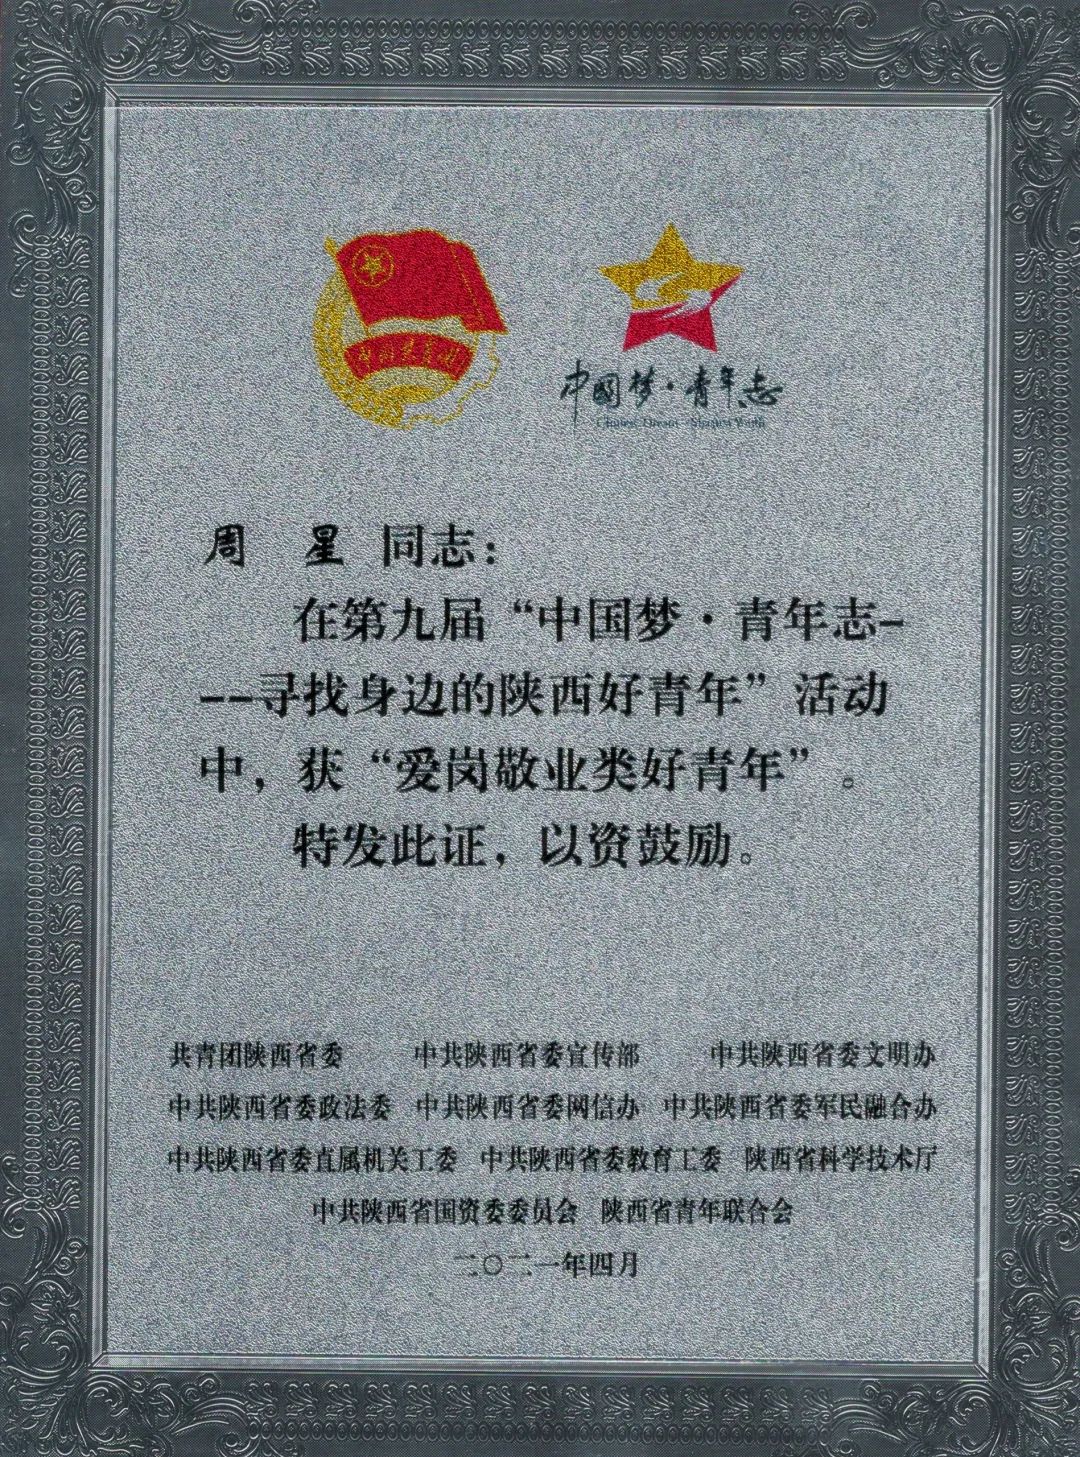 中国共青团
中国梦·青年志
周 星 同志：
在第九届“中国梦·青年志-
--寻找身边的陕西好青年”活动
中，获“爱岗敬业类好青年”。
特发此证，以资鼓励。
共青团陕西省委 中共陕西省委宣传部 中共陕西省委文明办
中共陕西省委政法委 中共陕西省委网信办 中共陕西省委军民融合办
中共陕西省委直属机关工委 中共陕西省委教育工委 陕西省科学技术厅
中共陕西省国资委委员会 陕西省青年联合会
二〇二一年四月